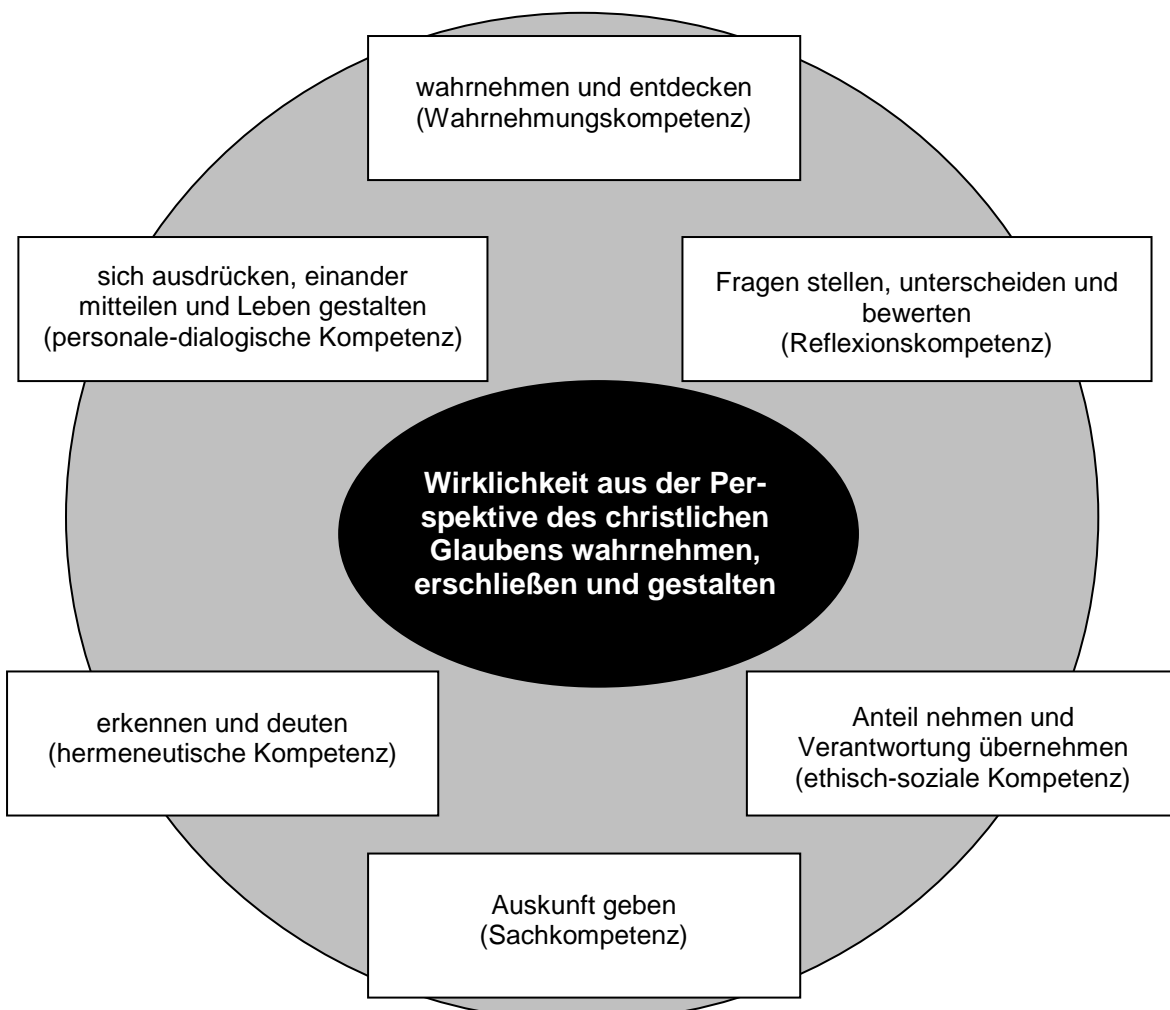 wahrnehmen und entdecken
(Wahrnehmungskompetenz)
sich ausdrücken, einander
mitteilen und Leben gestalten
(personale-dialogische Kompetenz)
Fragen stellen, unterscheiden und
bewerten
(Reflexionskompetenz)
Wirklichkeit aus der Per-
spektive des christlichen
Glaubens wahrnehmen,
erschließen und gestalten
erkennen und deuten
(hermeneutische Kompetenz)
Anteil nehmen und
Verantwortung übernehmen
(ethisch-soziale Kompetenz)
Auskunft geben
(Sachkompetenz)